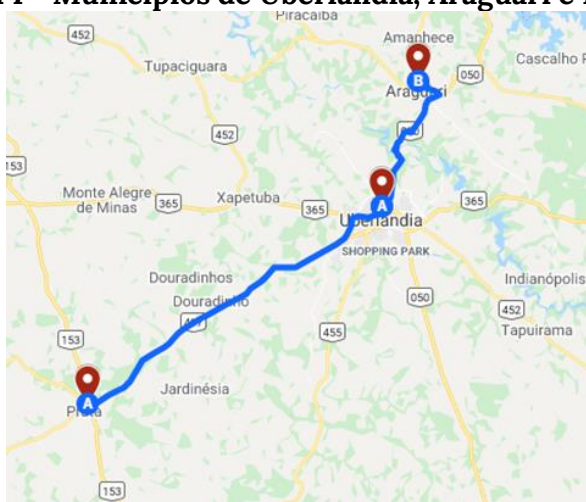 Municípios de Uberlândia, Araguari e
Piracaíba
452
Amanhece
Tupaciguara
050
Cascalho
B
Araguari
452
153
Monte Alegre
de Minas
365
Xapetuba
365
A
365
Uberlândia
SHOPPING PARK
Douradinhos
Indianópolis
050
Douradinho
452
153
455
Tapuirama
Jardinésia
A
Prata
153